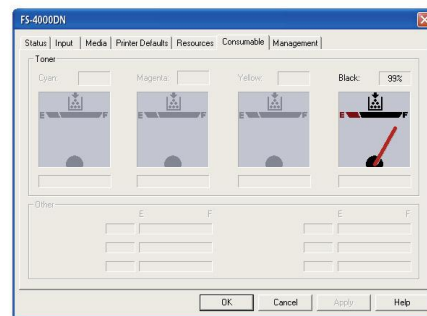 FS-4000DN
Status Input Media Printer Defaults Resources Consumable Management
Toner
Cyan: Magenta: Yellow: Black: 99%
E F E F E F E F
Other
E F E F
OK Cancel Apply Help